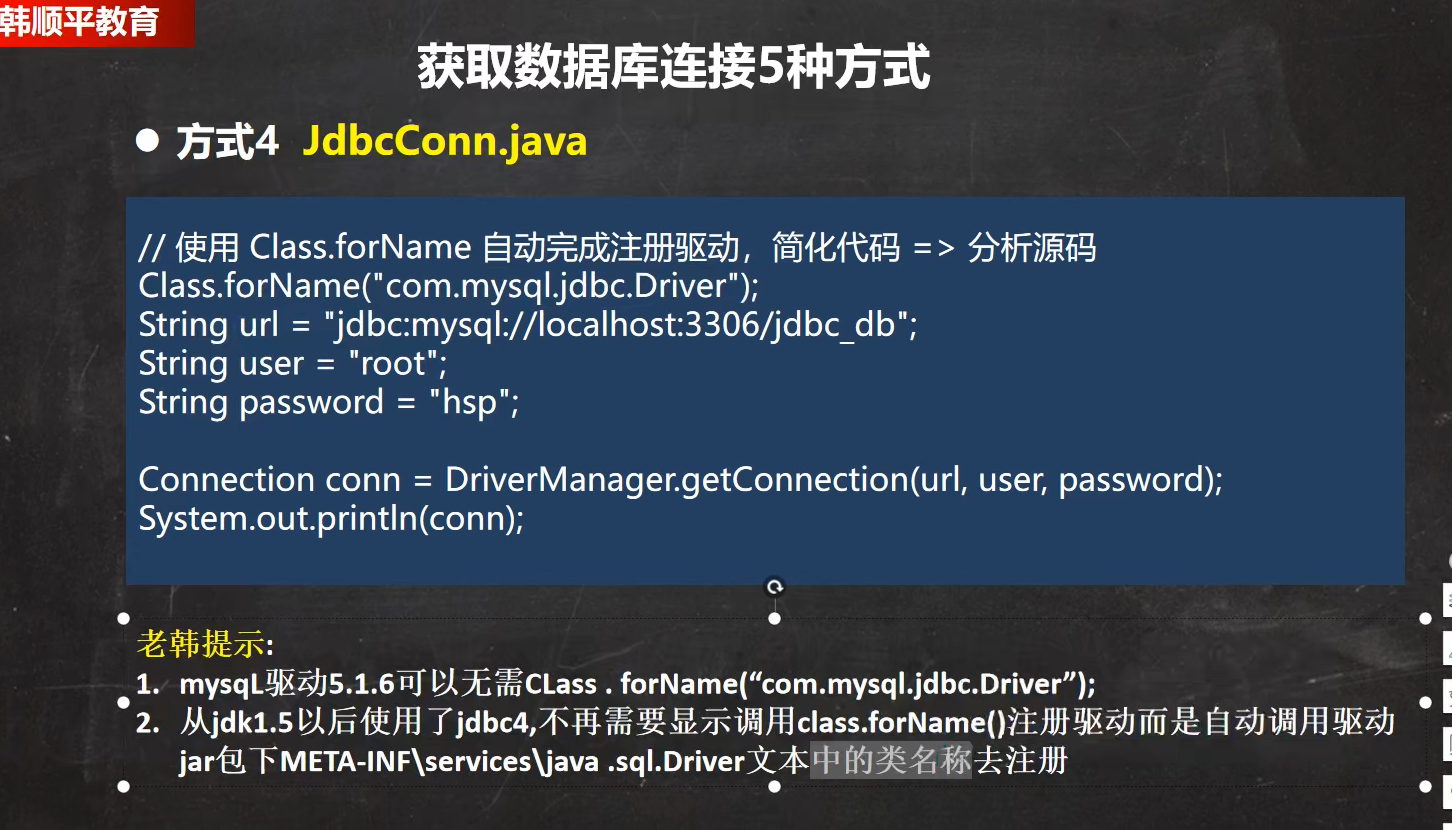 韩顺平教育
获取数据库连接5种方式
● 方式4 JdbcConn.java
// 使用 Class.forName 自动完成注册驱动，简化代码 => 分析源码
Class.forName("com.mysql.jdbc.Driver");
String url = "jdbc:mysql://localhost:3306/jdbc_db";
String user = "root";
String password = "hsp";
Connection conn = DriverManager.getConnection(url, user, password);
System.out.println(conn);
老韩提示:
1. mysqL驱动5.1.6可以无需CLass . forName(“com.mysql.jdbc.Driver”);
2. 从jdk1.5以后使用了jdbc4,不再需要显示调用class.forName()注册驱动而是自动调用驱动
jar包下META-INF\services\java .sql.Driver文本中的类名称去注册